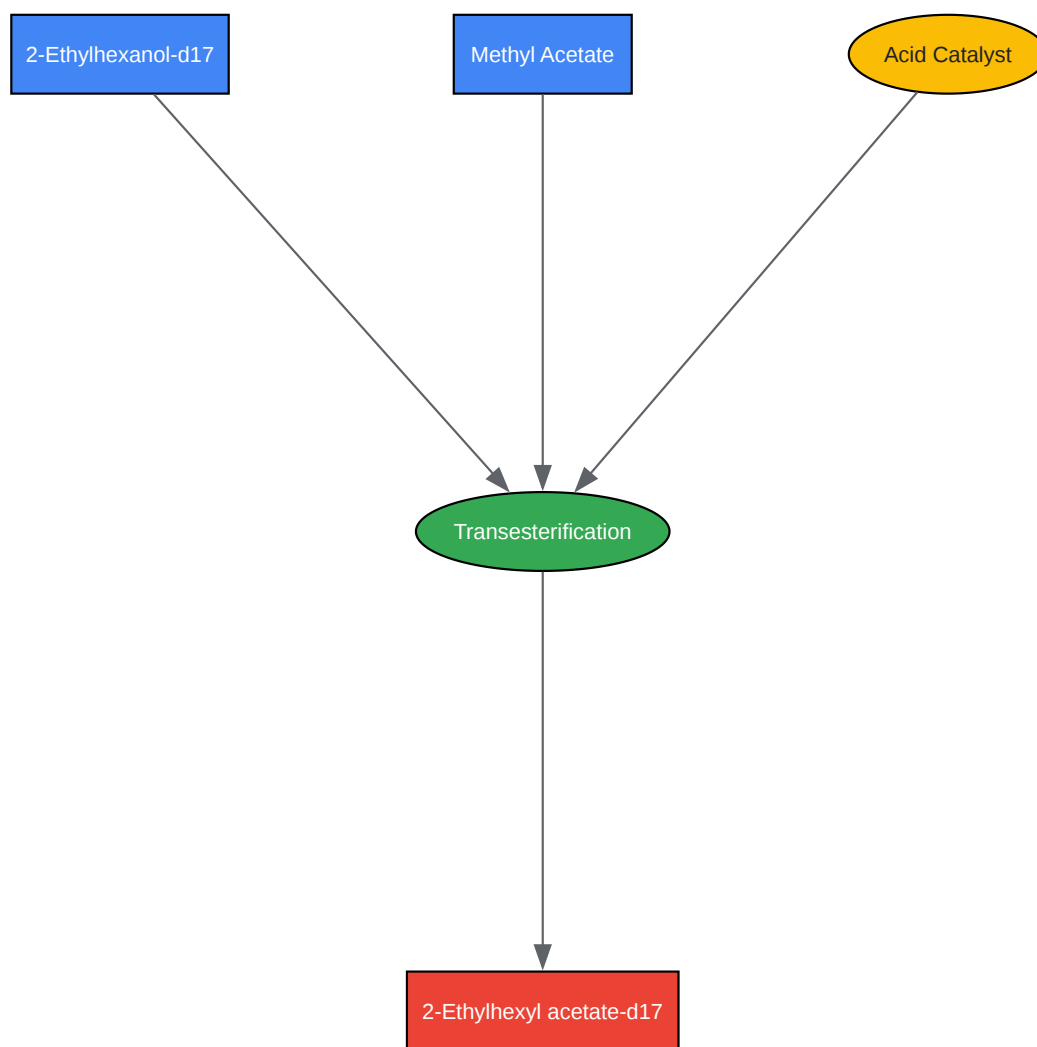 2-Ethylhexanol-d17
Methyl Acetate
Acid Catalyst
Transesterification
2-Ethylhexyl acetate-d17